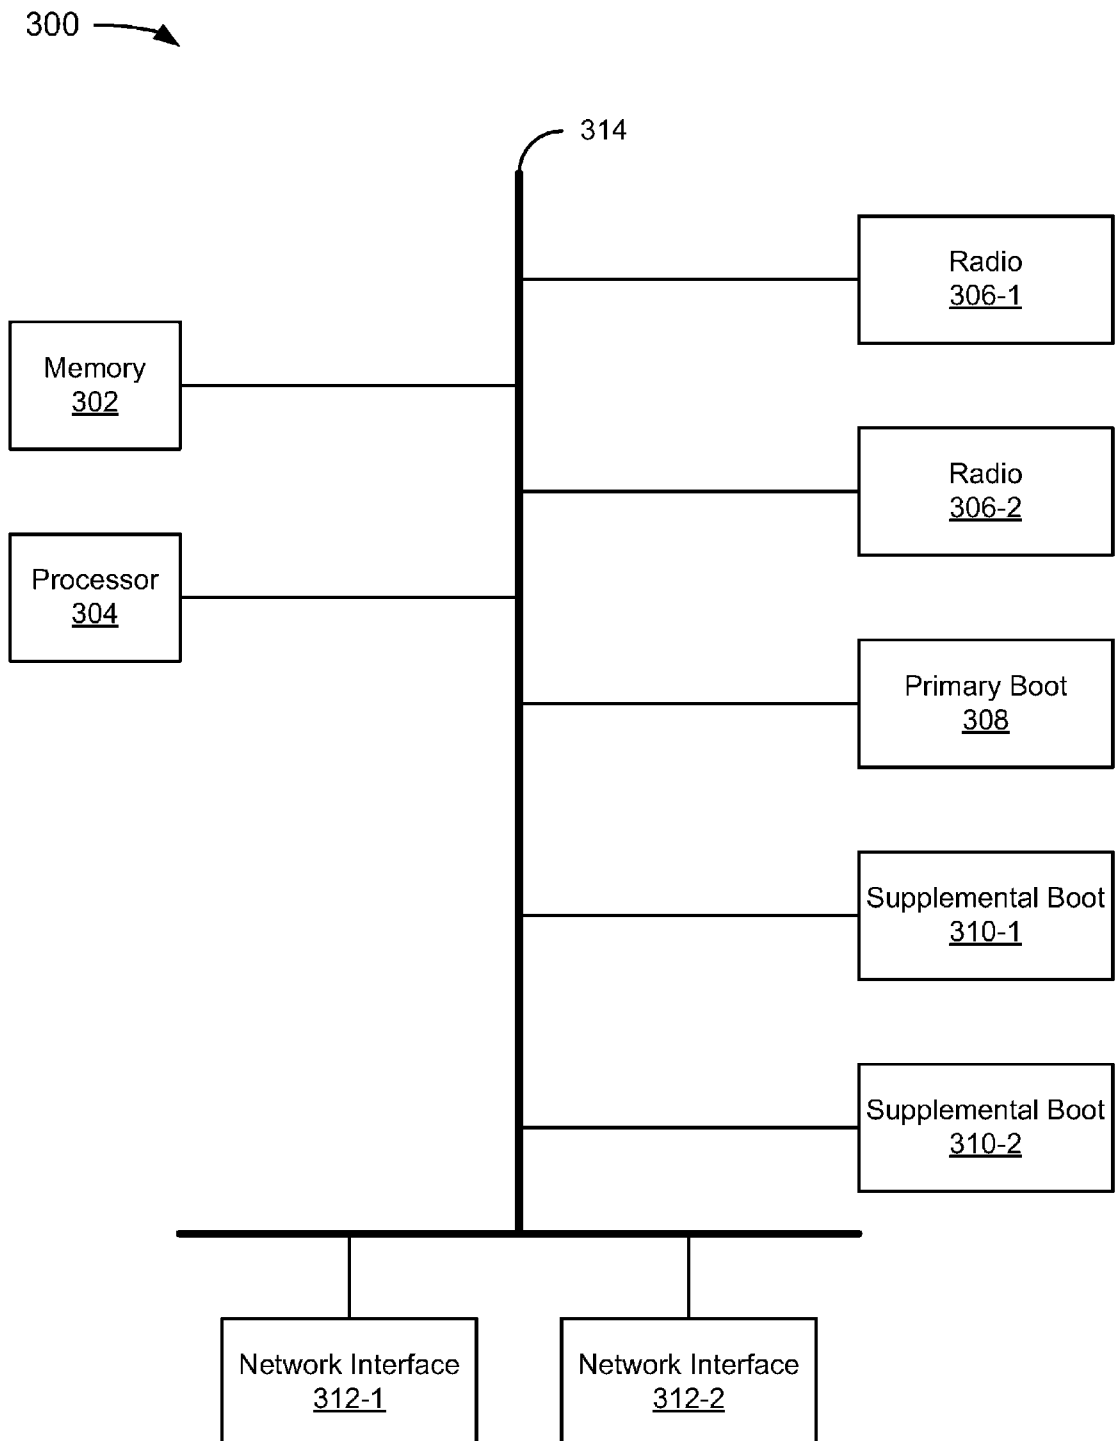 300
314
Radio
306-1
Memory
302
Radio
306-2
Processor
304
Primary Boot
308
Supplemental Boot
310-1
Supplemental Boot
310-2
Network Interface
312-1
Network Interface
312-2